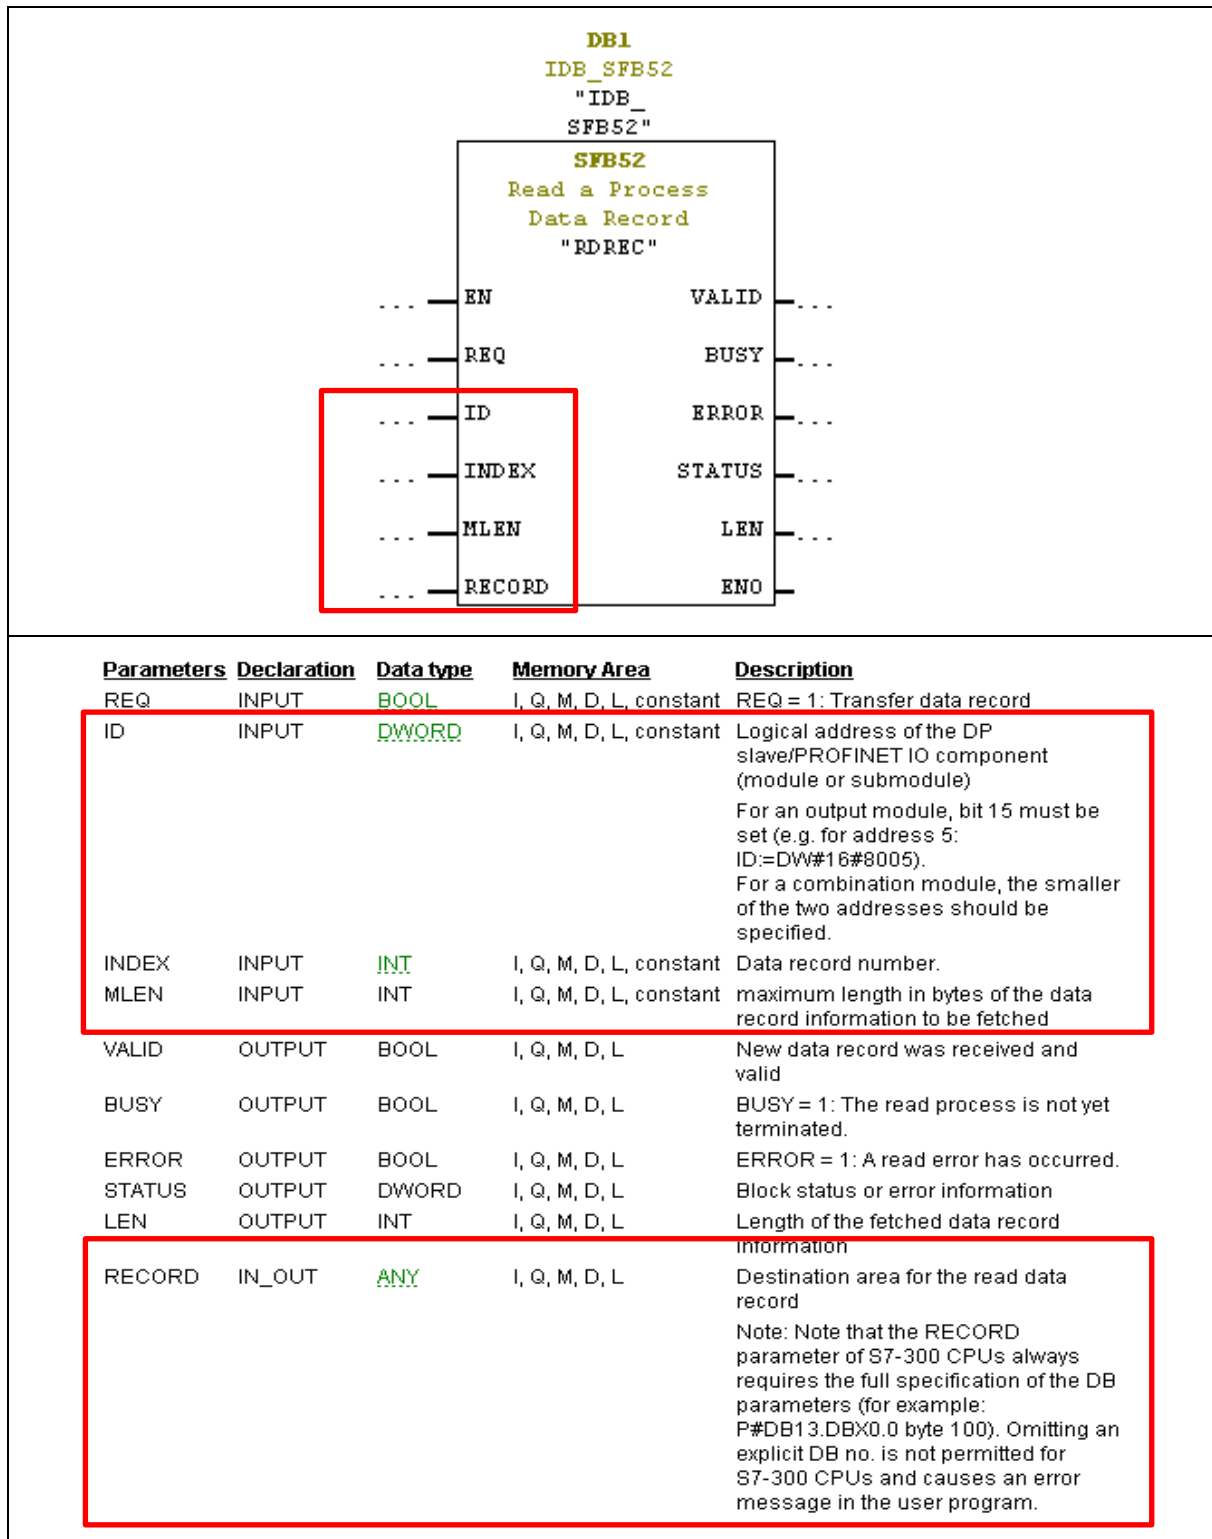 DB1
IDB_SFB52
"IDB_
SFB52"
SFB52
Read a Process
Data Record
"RDREC"
... EN VALID ...
... REQ BUSY ...
... ID ERROR ...
... INDEX STATUS ...
... MLEN LEN ...
... RECORD ENO
Parameters Declaration Data type Memory Area Description
REQ INPUT BOOL I, Q, M, D, L, constant REQ = 1: Transfer data record
ID INPUT DWORD I, Q, M, D, L, constant Logical address of the DP
slave/PROFINET IO component
(module or submodule)
For an output module, bit 15 must be
set (e.g. for address 5:
ID:=DW#16#8005).
For a combination module, the smaller
of the two addresses should be
specified.
INDEX INPUT INT I, Q, M, D, L, constant Data record number.
MLEN INPUT INT I, Q, M, D, L, constant maximum length in bytes of the data
record information to be fetched
VALID OUTPUT BOOL I, Q, M, D, L New data record was received and
valid
BUSY OUTPUT BOOL I, Q, M, D, L BUSY = 1: The read process is not yet
terminated.
ERROR OUTPUT BOOL I, Q, M, D, L ERROR = 1: A read error has occurred.
STATUS OUTPUT DWORD I, Q, M, D, L Block status or error information
LEN OUTPUT INT I, Q, M, D, L Length of the fetched data record
information
RECORD IN_OUT ANY I, Q, M, D, L Destination area for the read data
record
Note: Note that the RECORD
parameter of S7-300 CPUs always
requires the full specification of the DB
parameters (for example:
P#DB13.DBX0.0 byte 100). Omitting an
explicit DB no. is not permitted for
S7-300 CPUs and causes an error
message in the user program.